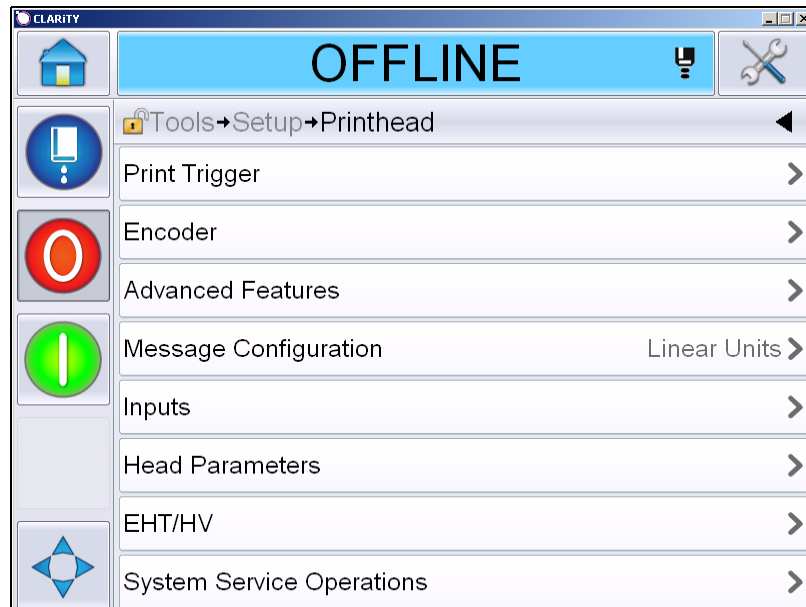 CLARiTY
OFFLINE
Tools→Setup→Printhead
Print Trigger
Encoder
Advanced Features
Message Configuration Linear Units
Inputs
Head Parameters
EHT/HV
System Service Operations